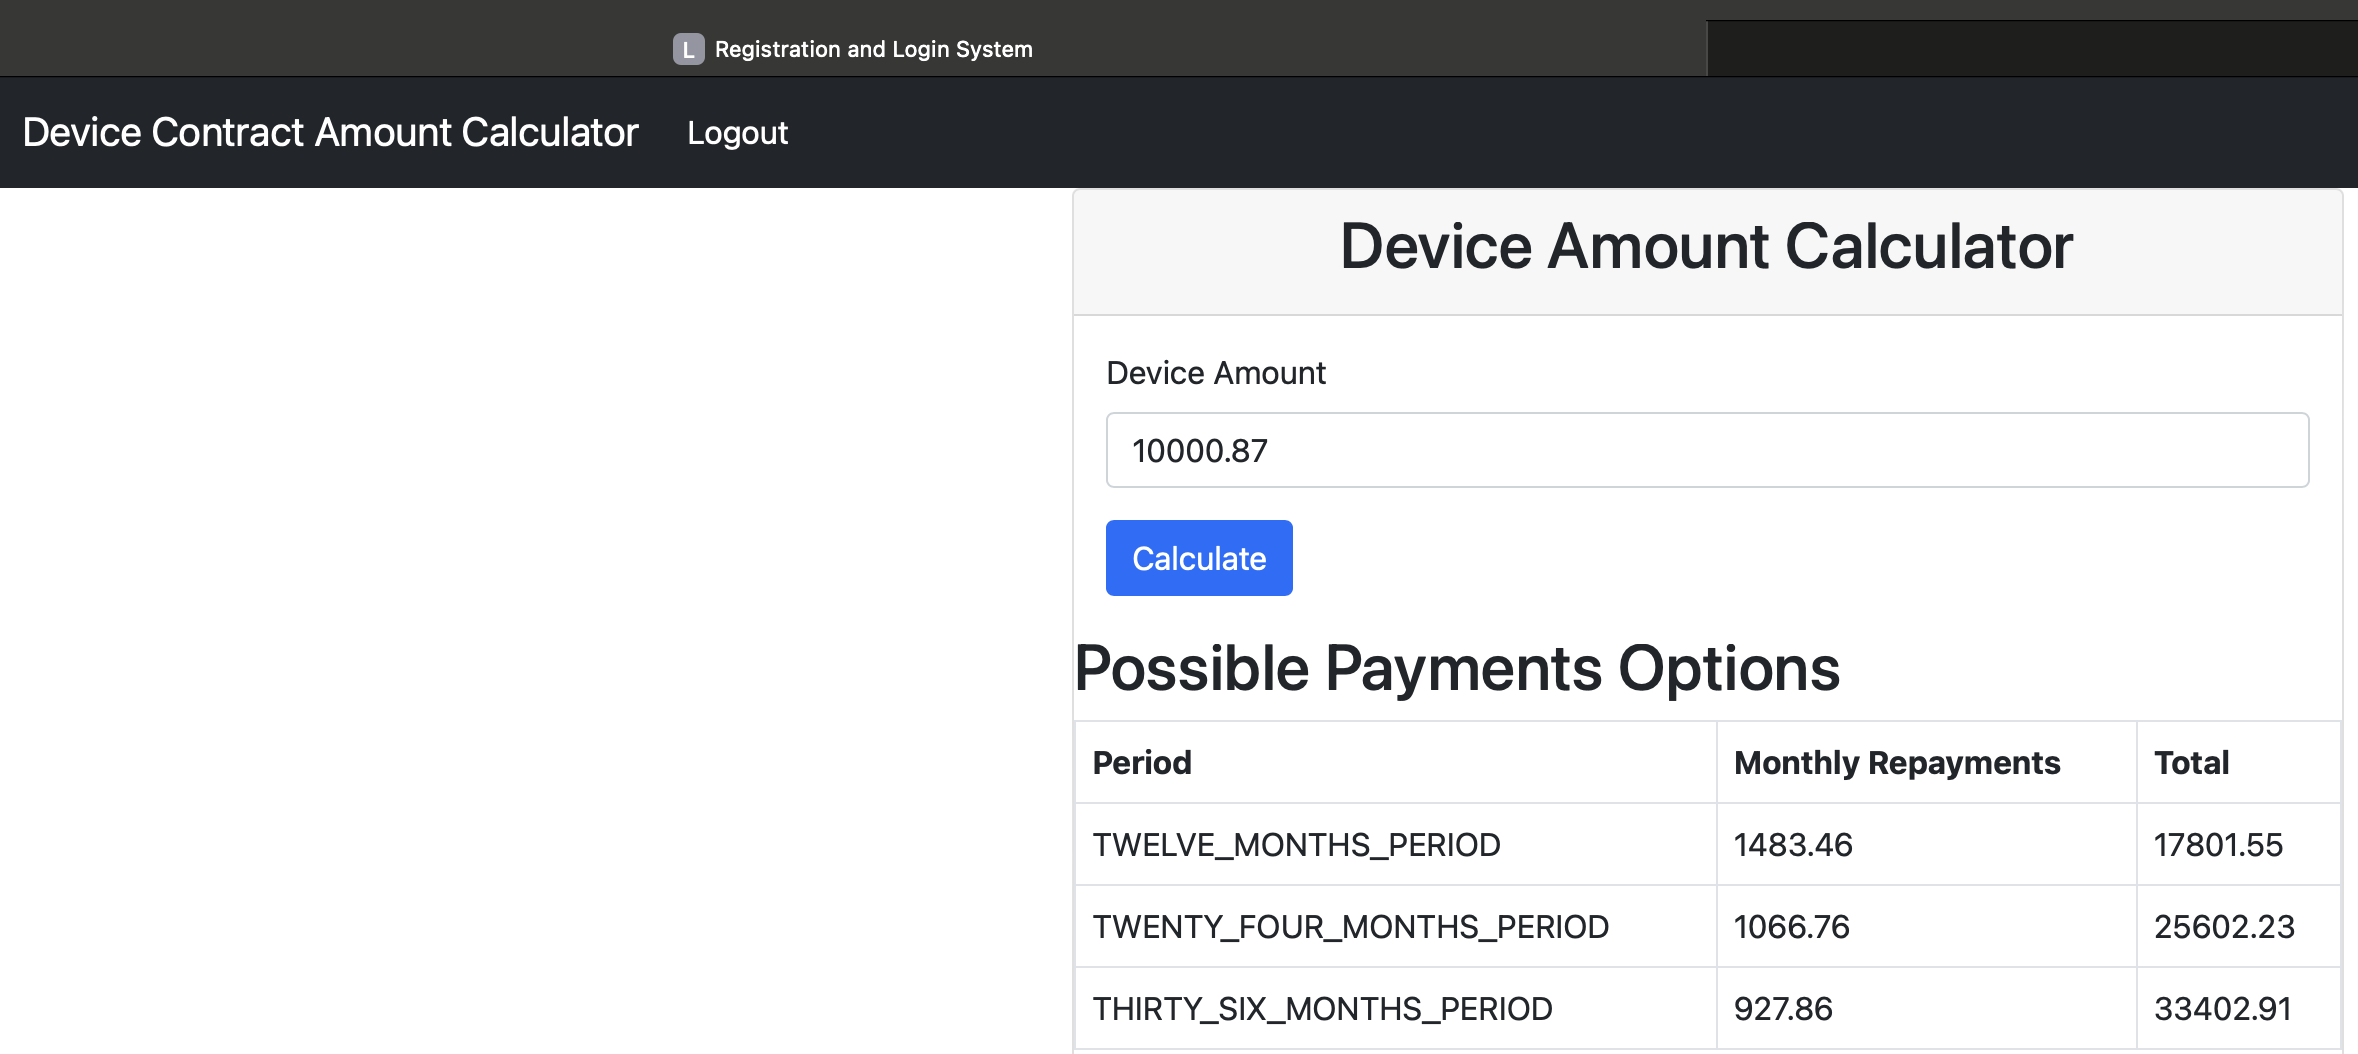 L Registration and Login System
Device Contract Amount Calculator Logout
Device Amount Calculator
Device Amount
10000.87
Calculate
Possible Payments Options
Period Monthly Repayments Total
TWELVE_MONTHS_PERIOD 1483.46 17801.55
TWENTY_FOUR_MONTHS_PERIOD 1066.76 25602.23
THIRTY_SIX_MONTHS_PERIOD 927.86 33402.91